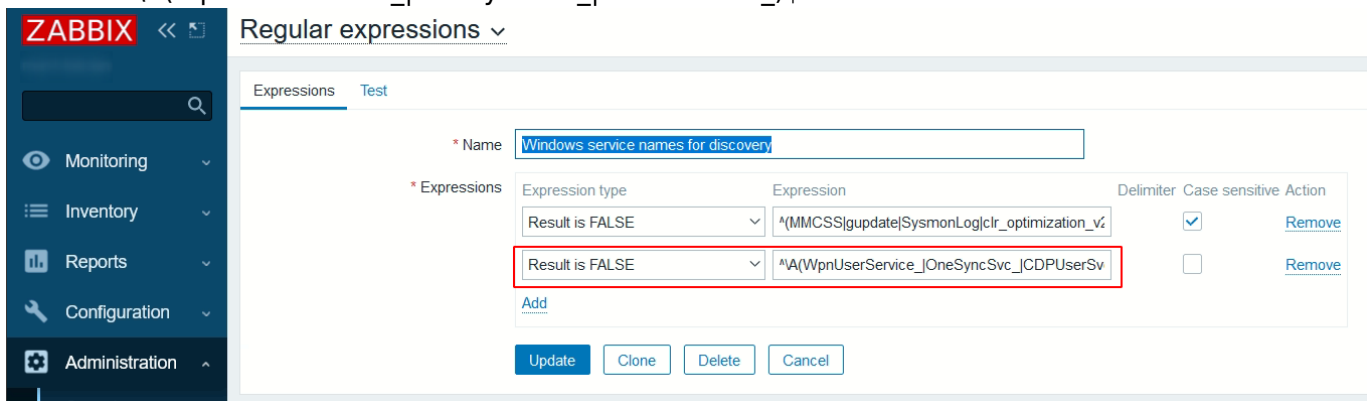 ZABBIX
Regular expressions
Expressions Test
* Name Windows service names for discovery
* Expressions Expression type Expression Delimiter Case sensitive Action
Result is FALSE ^(MMCSS|gupdate|SysmonLog|clr_optimization_v Remove
Result is FALSE ^\A(WpnUserService_|OneSyncSvc_|CDPUserSv Remove
Add
Update Clone Delete Cancel
Monitoring
Inventory
Reports
Configuration
Administration